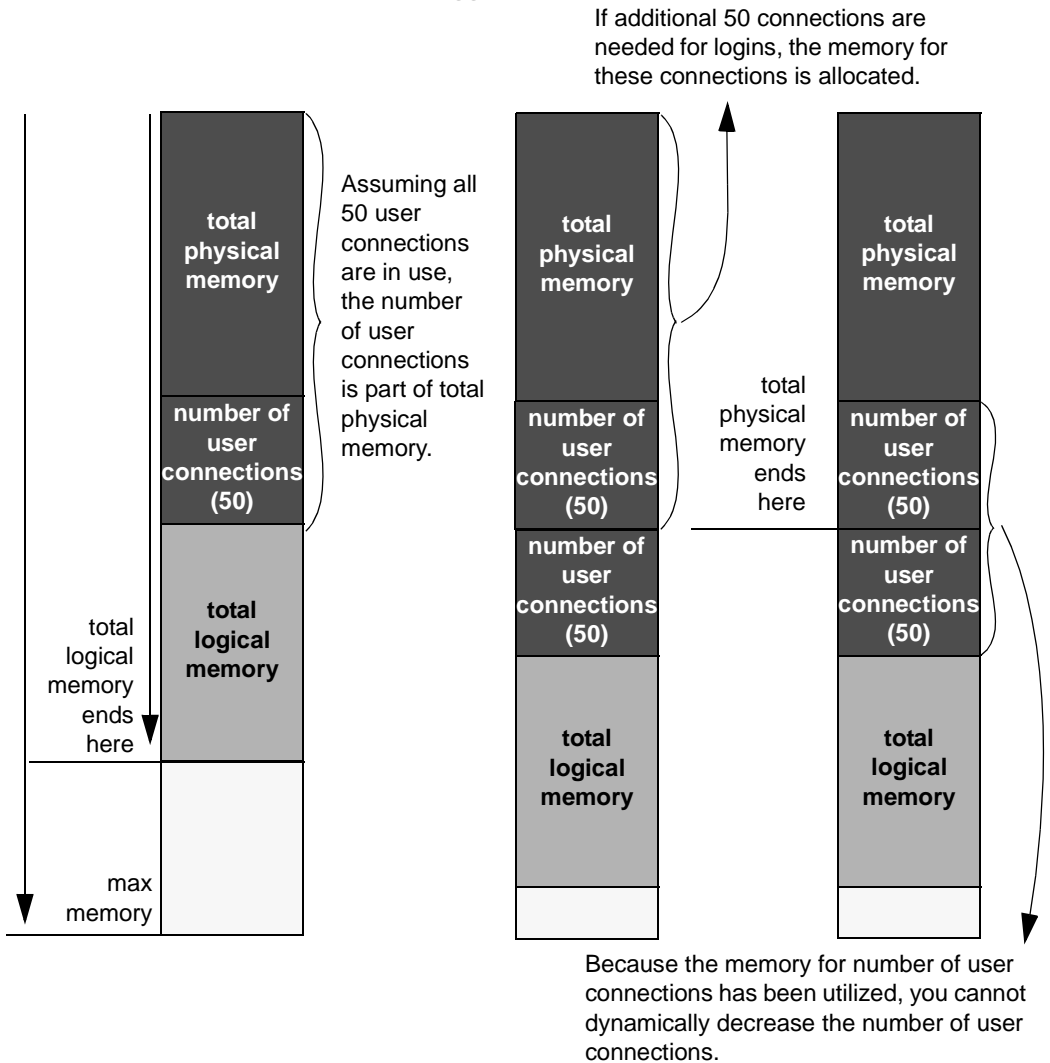 If additional 50 connections are
needed for logins, the memory for
these connections is allocated.
total
physical
memory
Assuming all
50 user
connections
are in use,
the number
of user
connections
is part of total
physical
memory.
number of
user
connections
(50)
total
logical
memory
total
logical
memory
ends
here
max
memory
total
physical
memory
number of
user
connections
(50)
number of
user
connections
(50)
total
logical
memory
total
physical
memory
ends
here
total
physical
memory
number of
user
connections
(50)
number of
user
connections
(50)
total
logical
memory
Because the memory for number of user
connections has been utilized, you cannot
dynamically decrease the number of user
connections.